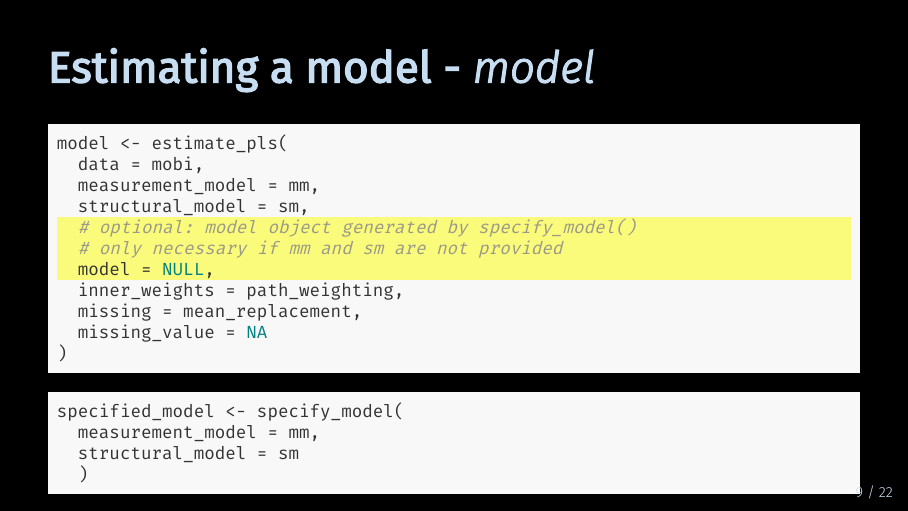 Estimating a model - model
model <- estimate_pls(
  data = mobi,
  measurement_model = mm,
  structural_model = sm,
  # optional: model object generated by specify_model()
  # only necessary if mm and sm are not provided
  model = NULL,
  inner_weights = path_weighting,
  missing = mean_replacement,
  missing_value = NA
)
specified_model <- specify_model(
  measurement_model = mm,
  structural_model = sm
  )
9 / 22